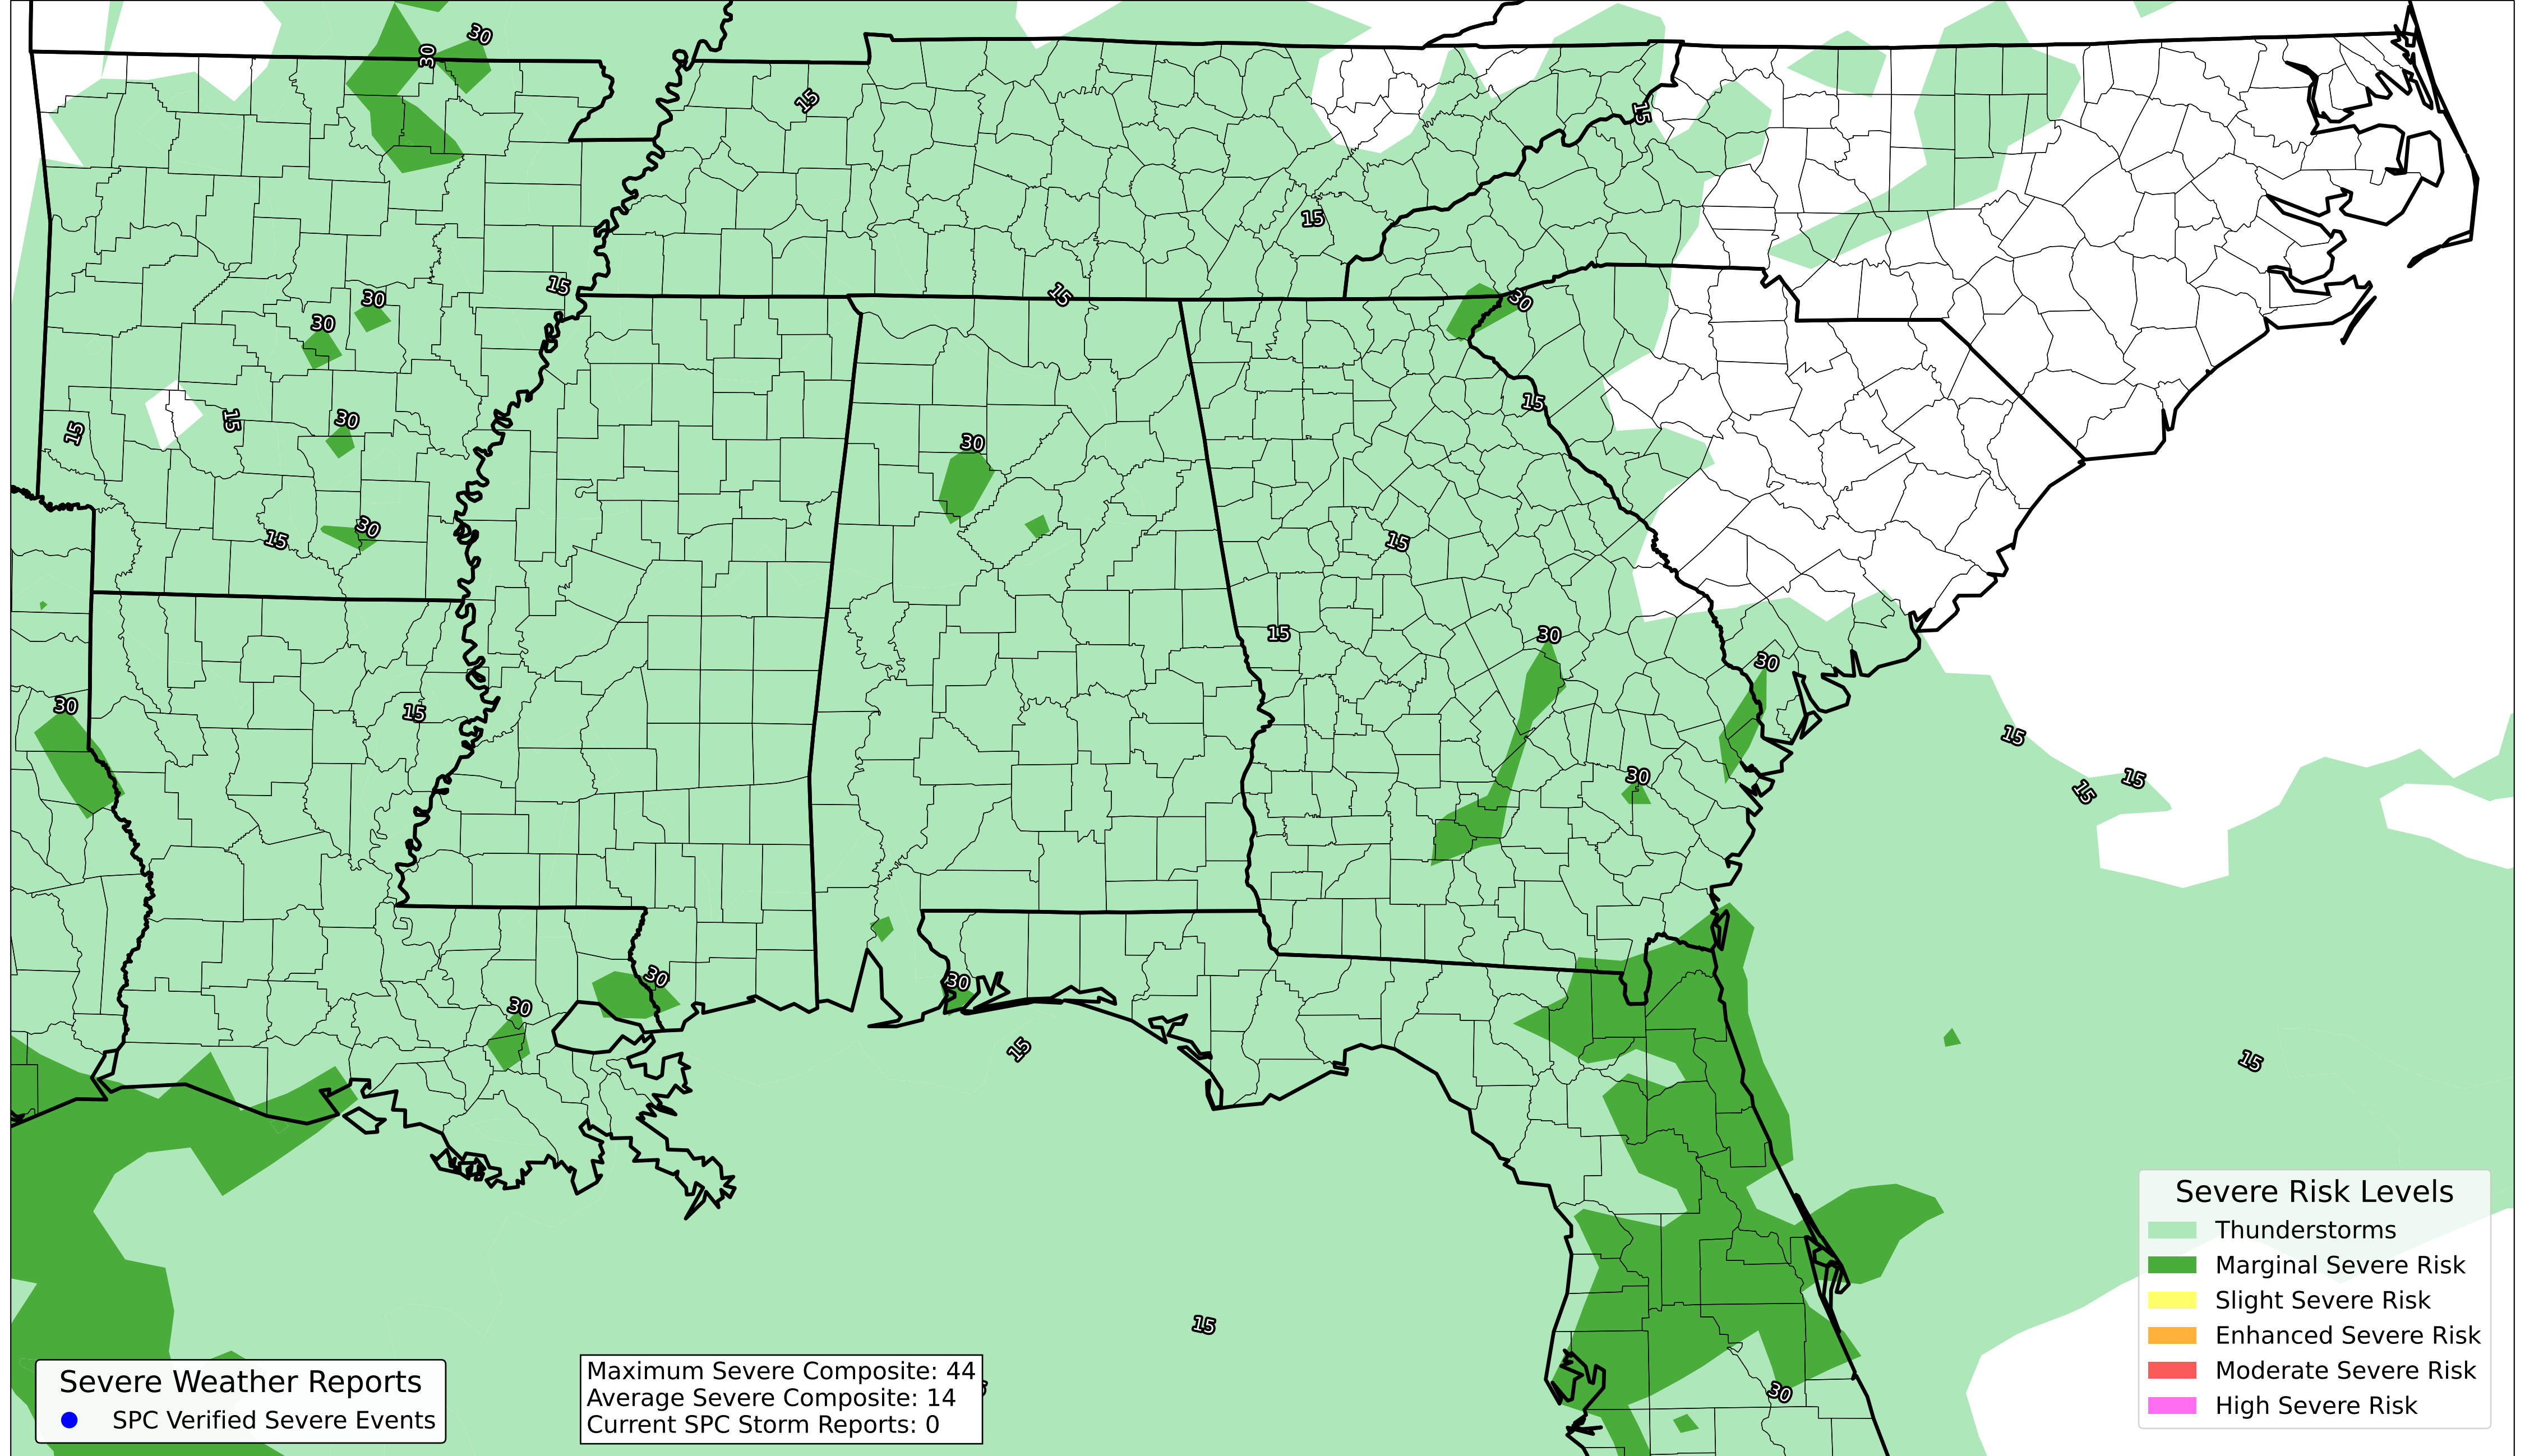 30
30
15
15
15
30
15
15
30
30
30
15
15
15
30
30
15
15
30
15
30
30
30
15
15
30
15
15
30
30
30
15
15
15
30
Severe Weather Reports
SPC Verified Severe Events
Maximum Severe Composite: 44
Average Severe Composite: 14
Current SPC Storm Reports: 0
Severe Risk Levels
Thunderstorms
Marginal Severe Risk
Slight Severe Risk
Enhanced Severe Risk
Moderate Severe Risk
High Severe Risk